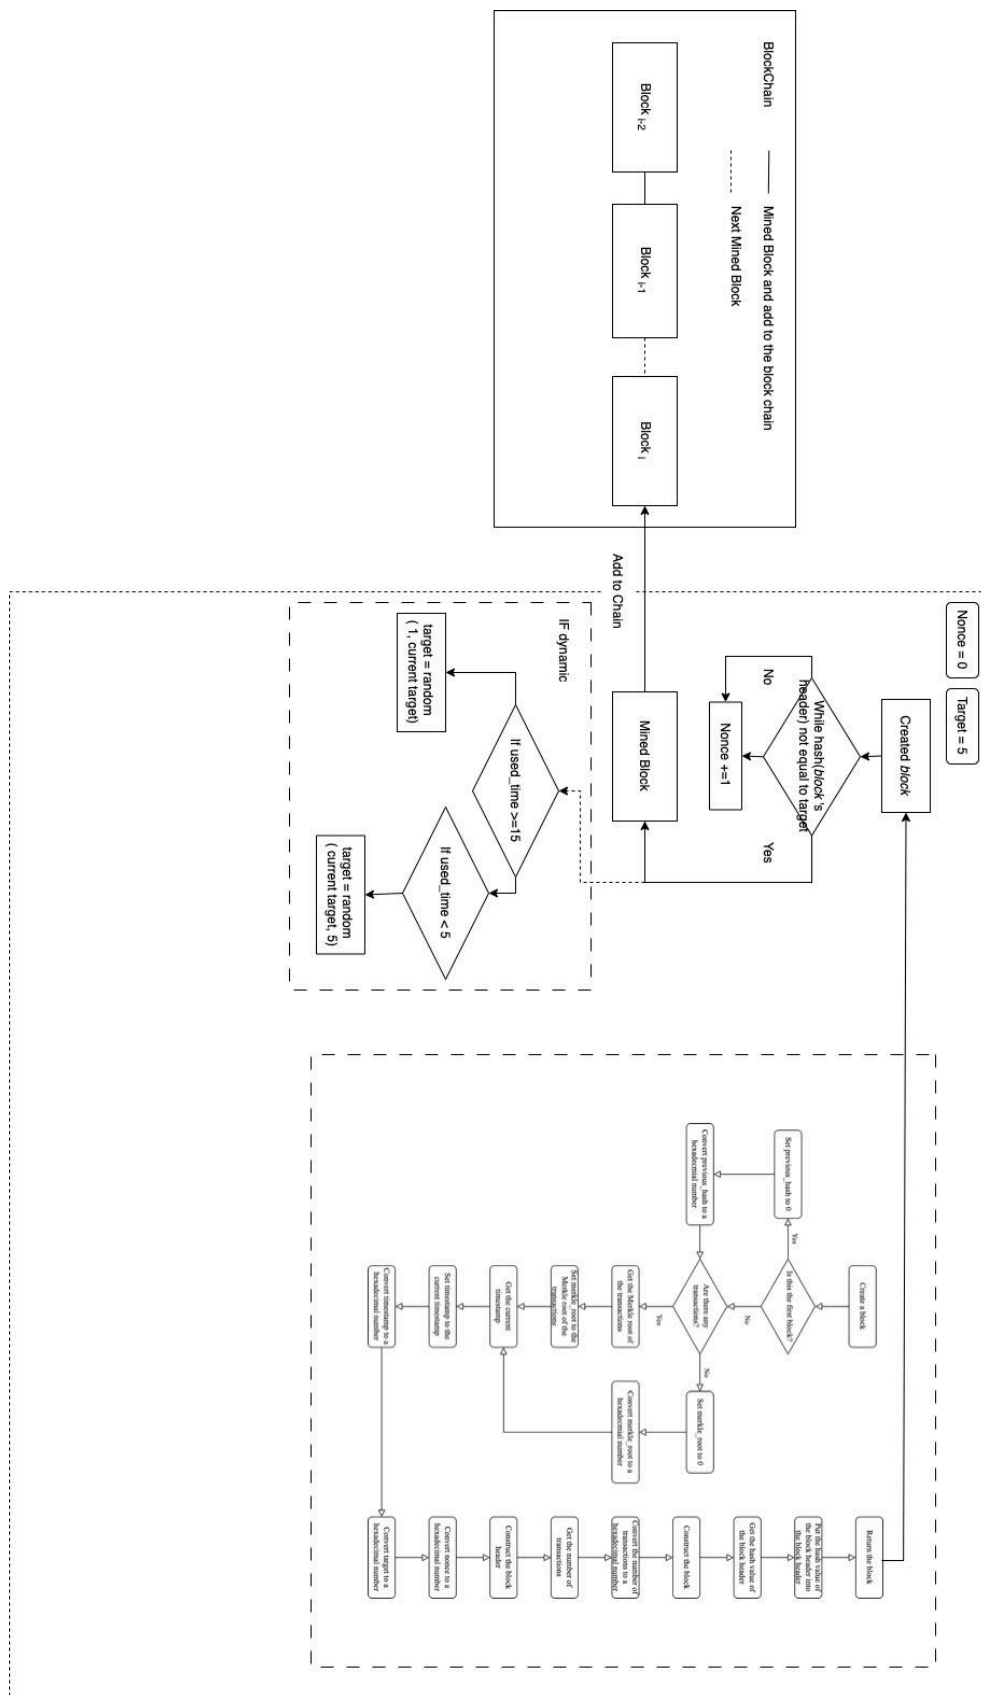 BlockChain
Mined Block and add to the block chain
Next Mined Block
Block i-2
Block i-1
Block i
Add to Chain
Nonce = 0
Target = 5
Created block
While hash(block's
header) not equal to target
No
Yes
Nonce +=1
Mined Block
IF dynamic
If used_time >=15
target = random
( 1, current target)
If used_time < 5
target = random
( current target, 5)
Create a block
Is this the first block?
Yes
No
Set previous_hash to 0
Convert previous_hash to a
hexadecmial number
Are there any
transactions?
No
Yes
Set merkle_root to 0
Convert merkle_root to a
hexadecmial number
Get the Merkle root of
the transactions
Set merkle_root to the
Merkle root of the
transactions
Get the current
timestamp
Set timestamp to the
current timestamp
Convert timestamp to a
hexadecimal number
Convert target to a
hexadecimal number
Convert nonce to a
hexadecimal number
Construct the block
header
Get the number of
transactions
Convert the number of
transactions to a
hexadecimal number
Construct the block
Get the hash value of
the block header
Put the hash value of
the block header into
the block header
Return the block